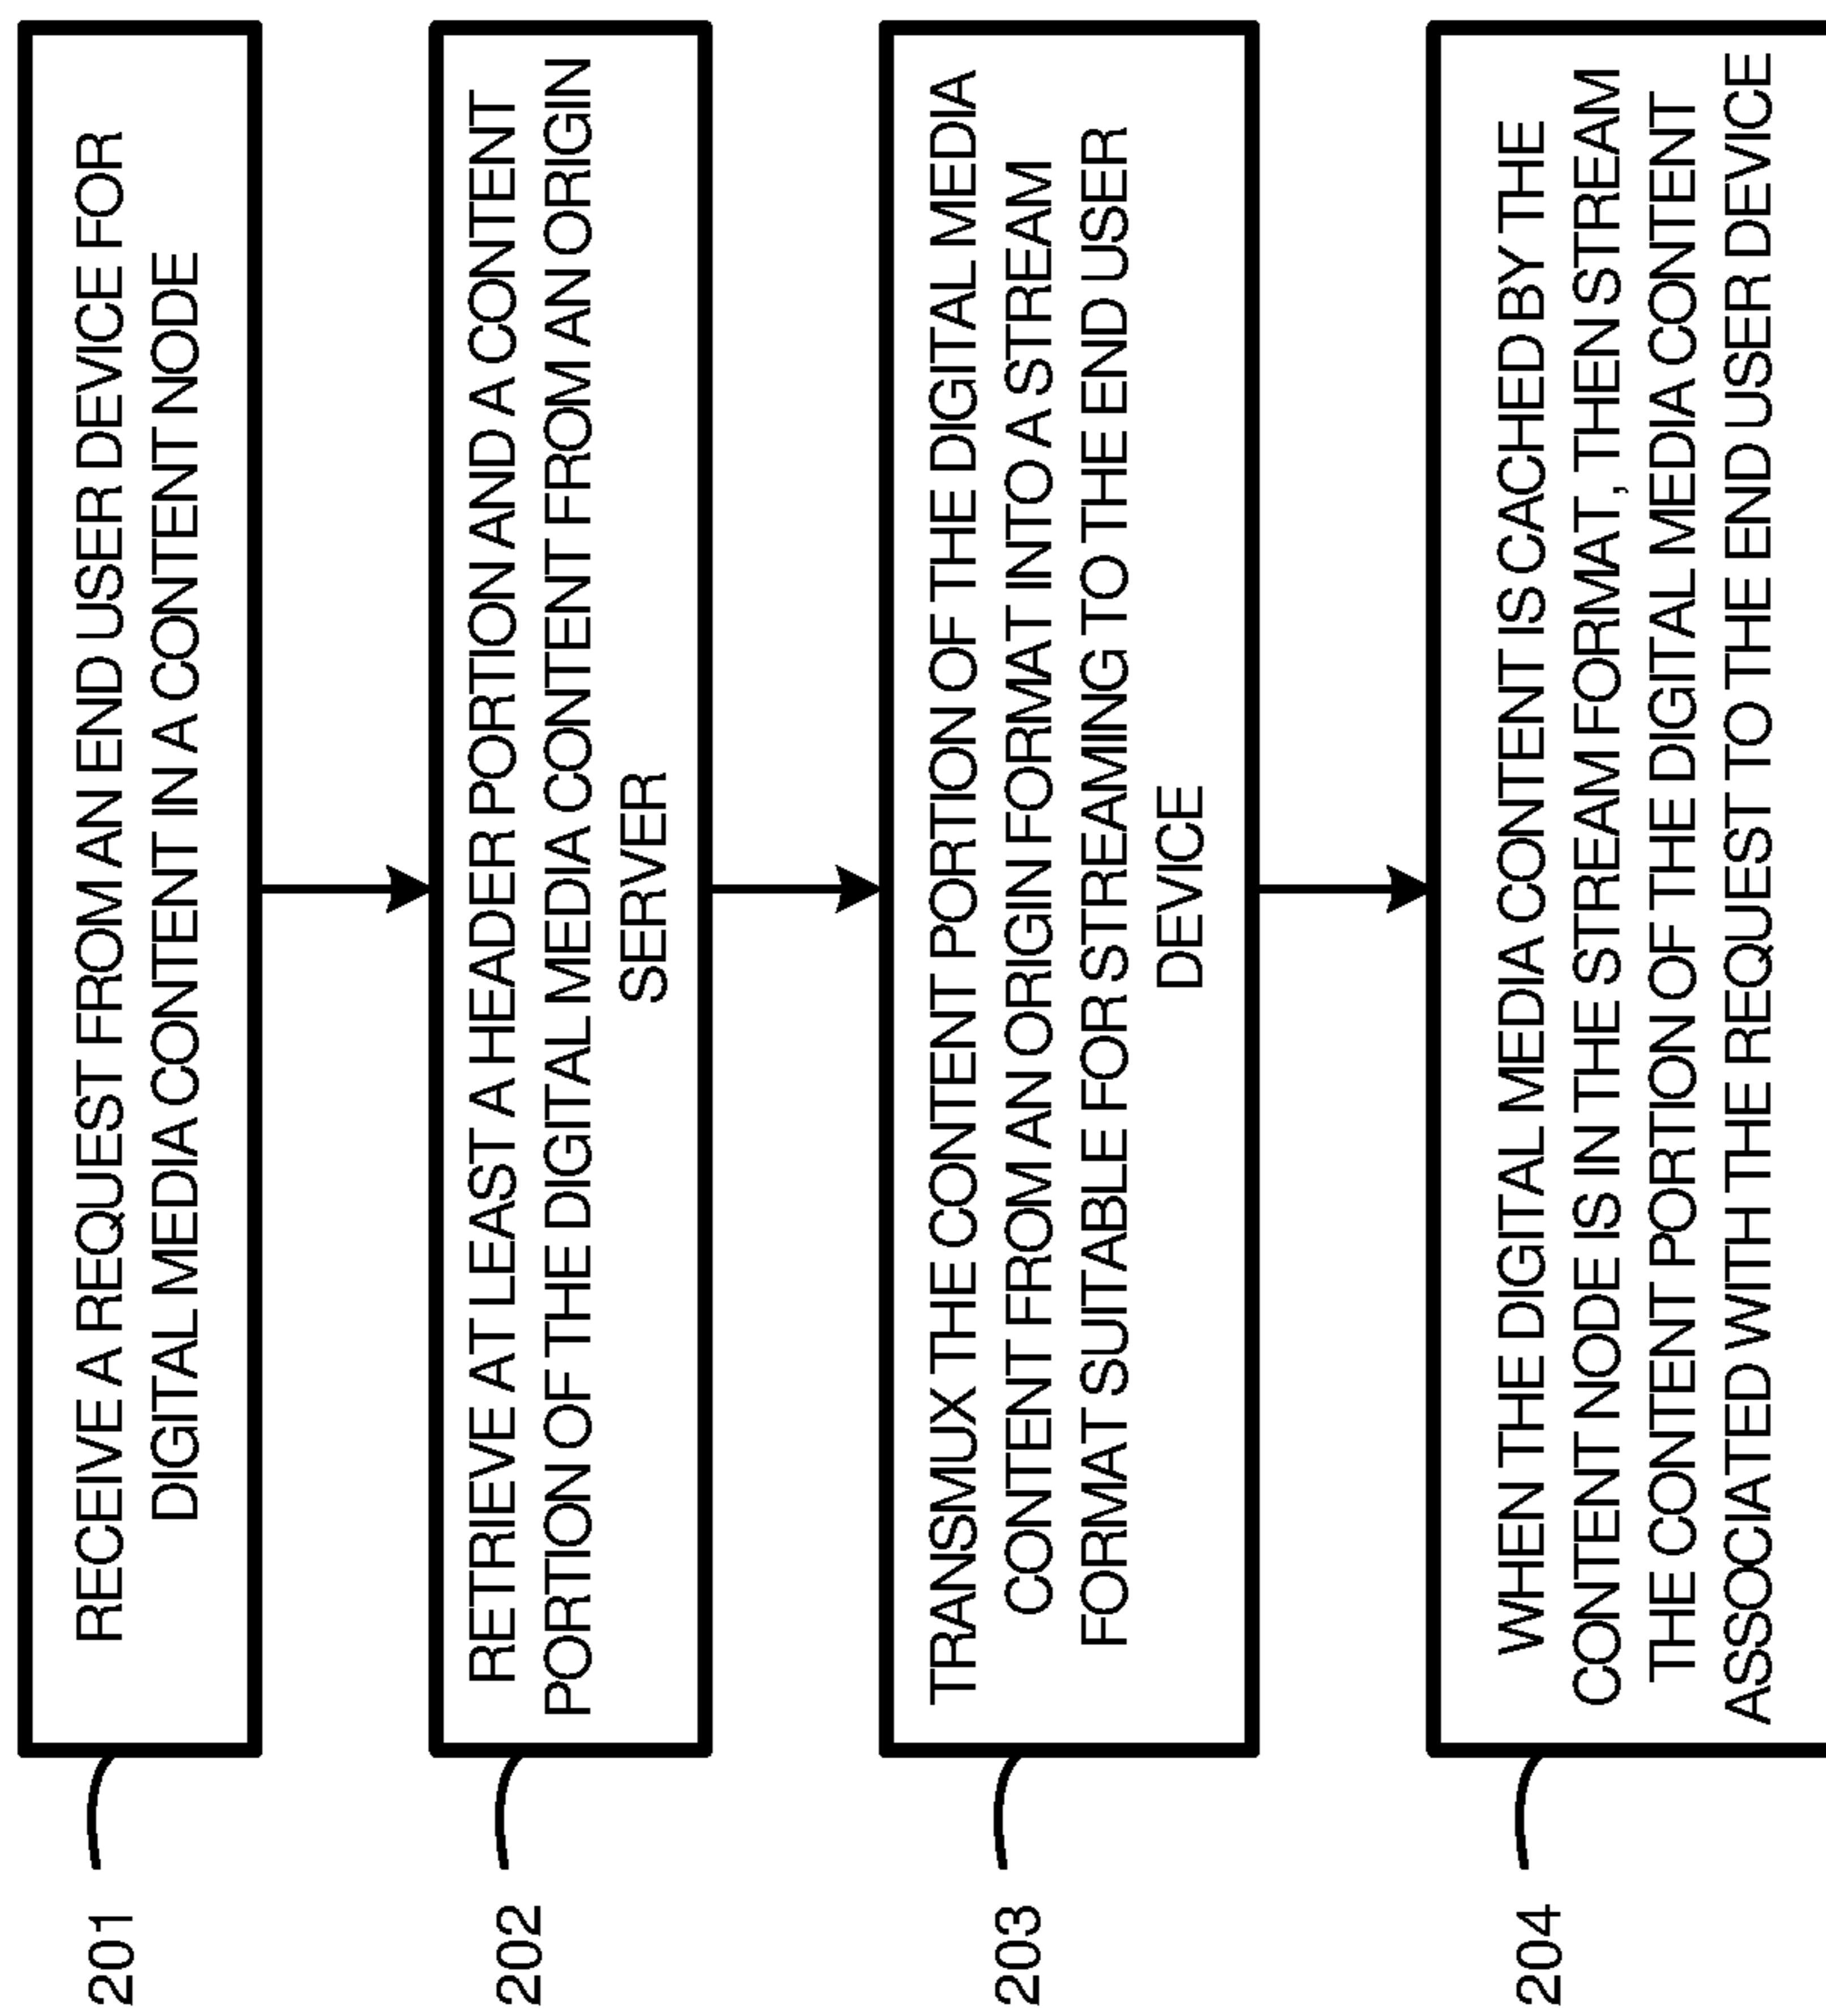 201
RECEIVE A REQUEST FROM AN END USER DEVICE FOR
DIGITAL MEDIA CONTENT IN A CONTENT NODE
202
RETRIEVE AT LEAST A HEADER PORTION AND A CONTENT
PORTION OF THE DIGITAL MEDIA CONTENT FROM AN ORIGIN
SERVER
203
TRANSMUX THE CONTENT PORTION OF THE DIGITAL MEDIA
CONTENT FROM AN ORIGIN FORMAT INTO A STREAM
FORMAT SUITABLE FOR STREAMING TO THE END USER
DEVICE
204
WHEN THE DIGITAL MEDIA CONTENT IS CACHED BY THE
CONTENT NODE IS IN THE STREAM FORMAT, THEN STREAM
THE CONTENT PORTION OF THE DIGITAL MEDIA CONTENT
ASSOCIATED WITH THE REQUEST TO THE END USER DEVICE